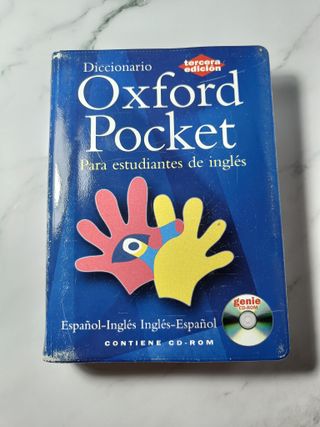 Diccionario
tercera
edición
Oxford
Pocket
Para estudiantes de inglés
Español-Inglés Inglés-Español
genie
CD-ROM
CONTIENE CD-ROM